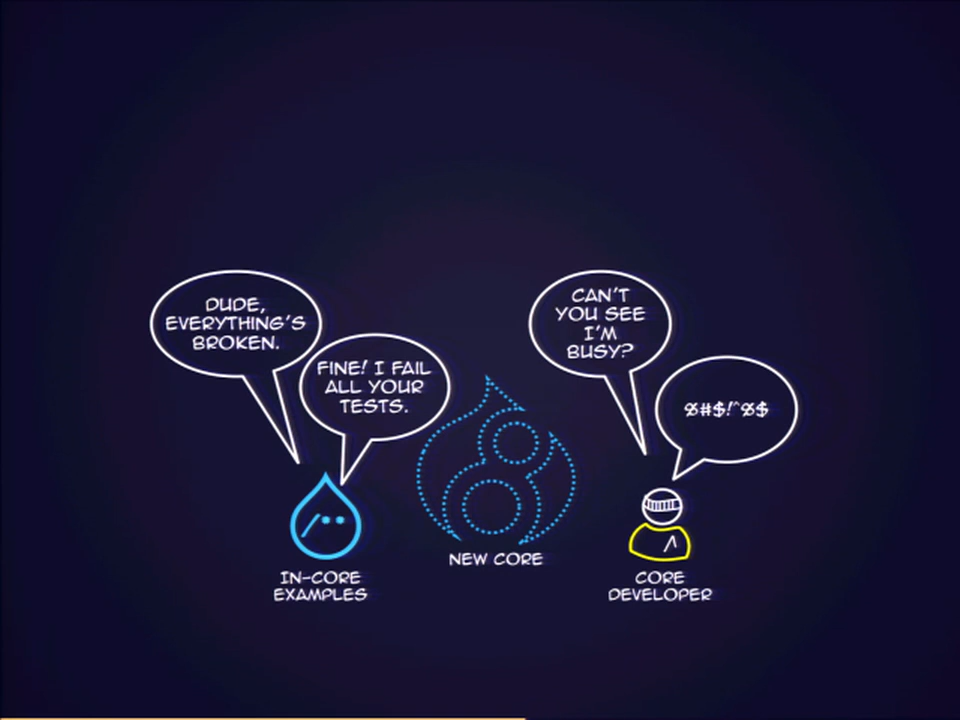 DUDE,
EVERYTHING'S
BROKEN.
FINE! I FAIL
ALL YOUR
TESTS.
CAN'T
YOU SEE
I'M
BUSY?
%#$!^%$
/••
NEW CORE
IN-CORE
EXAMPLES
CORE
DEVELOPER